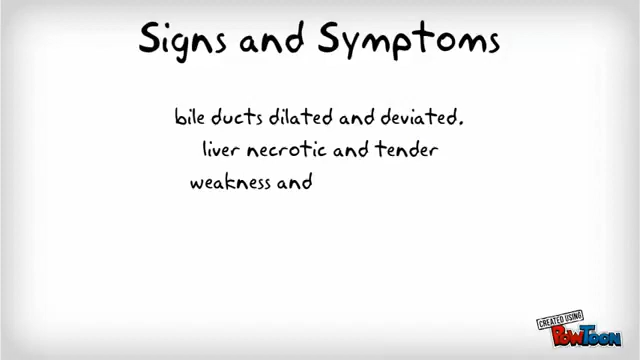 Signs and Symptoms
bile ducts dilated and deviated.
liver necrotic and tender
weakness and
CREATED USING
POWTOON